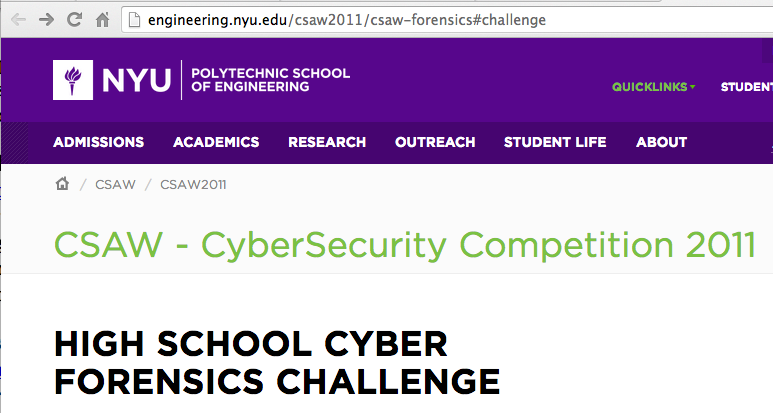 engineering.nyu.edu/csaw2011/csaw-forensics#challenge
NYU POLYTECHNIC SCHOOL
OF ENGINEERING
QUICKLINKS STUDENT
ADMISSIONS ACADEMICS RESEARCH OUTREACH STUDENT LIFE ABOUT
/ CSAW / CSAW2011
CSAW - CyberSecurity Competition 2011
HIGH SCHOOL CYBER
FORENSICS CHALLENGE